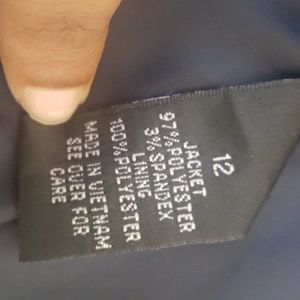 12
JACKET
97% POLYESTER
3% SPANDEX
LINING
100% POLYESTER
MADE IN VIETNAM
SEE OVER FOR
CARE